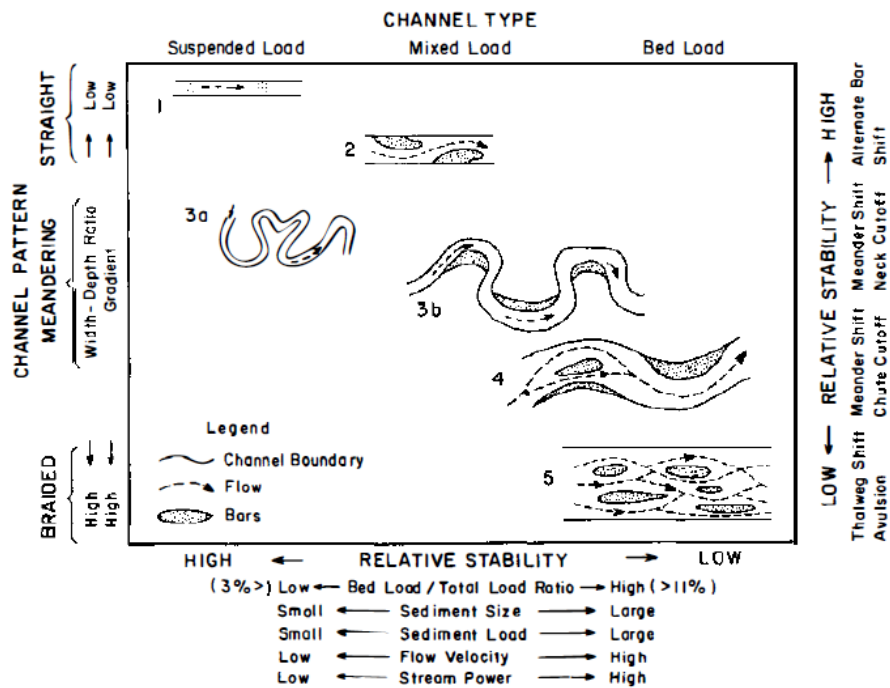 CHANNEL TYPE
Suspended Load Mixed Load Bed Load
CHANNEL PATTERN
STRAIGHT
MEANDERING
BRAIDED
Width-Depth Ratio
Gradient
Low
Low
High
High
1
2
3a
3b
4
5
Legend
Channel Boundary
Flow
Bars
HIGH
RELATIVE STABILITY
LOW
Alternate Bar
Shift
Meander Shift
Neck Cutoff
Meander Shift
Chute Cutoff
Thalweg Shift
Avulsion
HIGH ← RELATIVE STABILITY → LOW
(3%>) Low ← Bed Load / Total Load Ratio → High (>11%)
Small ← Sediment Size → Large
Small ← Sediment Load → Large
Low ← Flow Velocity → High
Low ← Stream Power → High